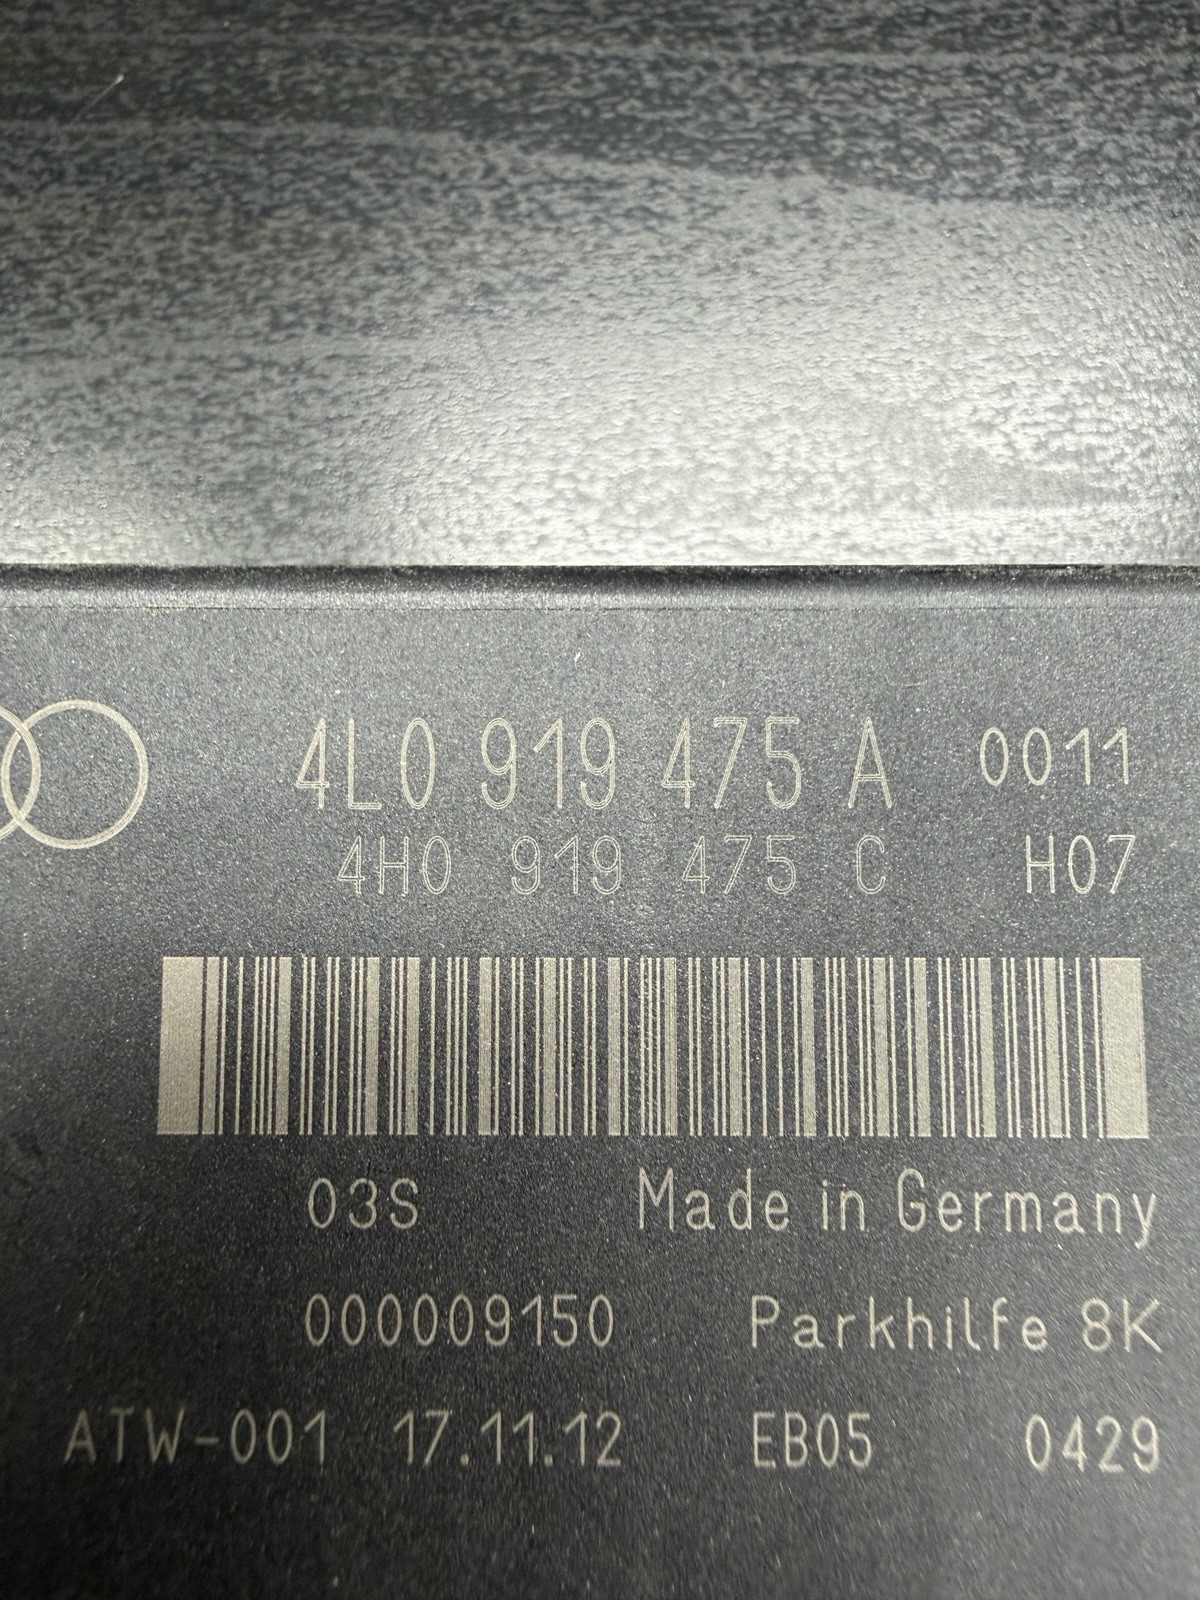 4L0 919 475 A 0011
4H0 919 475 C H07
03S Made in Germany
000009150 Parkhilfe 8K
ATW-001 17.11.12 EB05 0429